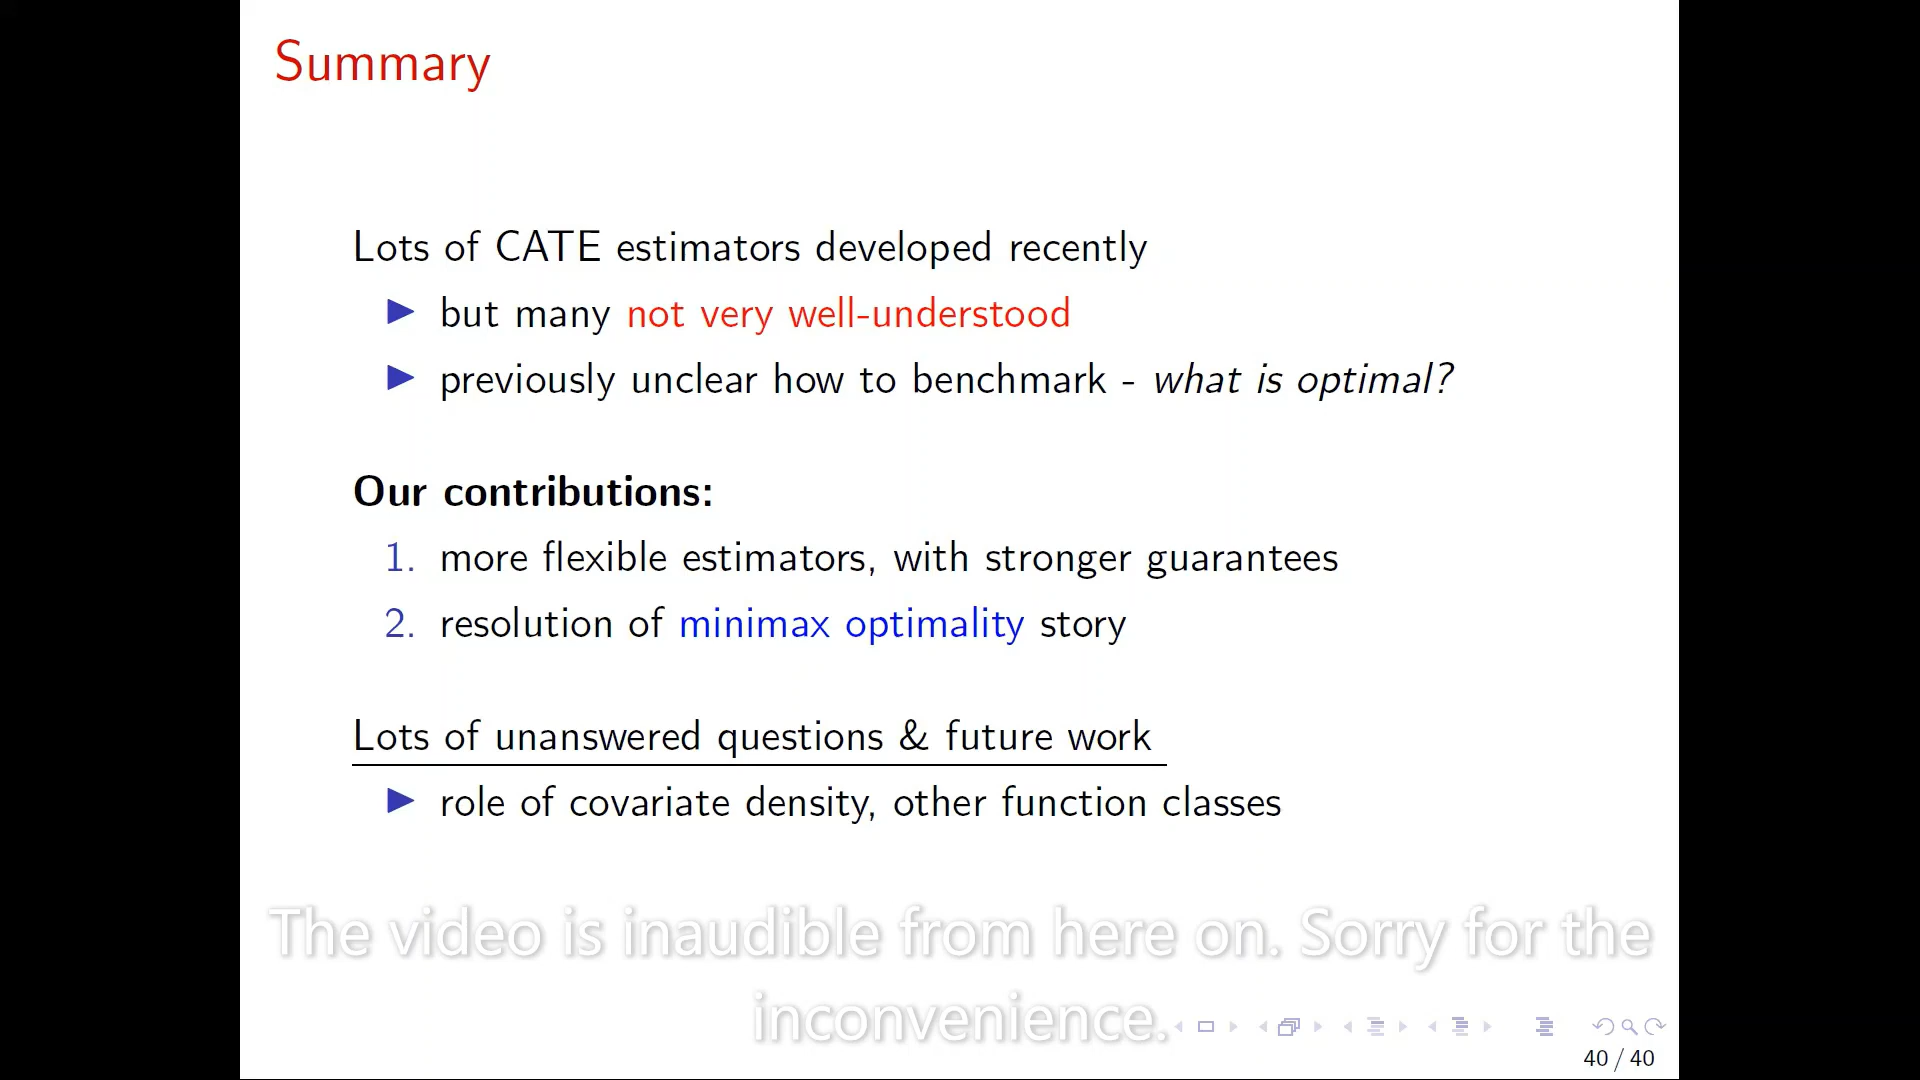 Summary
Lots of CATE estimators developed recently
but many not very well-understood
previously unclear how to benchmark - what is optimal?
Our contributions:
1. more flexible estimators, with stronger guarantees
2. resolution of minimax optimality story
Lots of unanswered questions & future work
role of covariate density, other function classes
The video is inaudible from here on. Sorry for the
inconvenience.
40 / 40